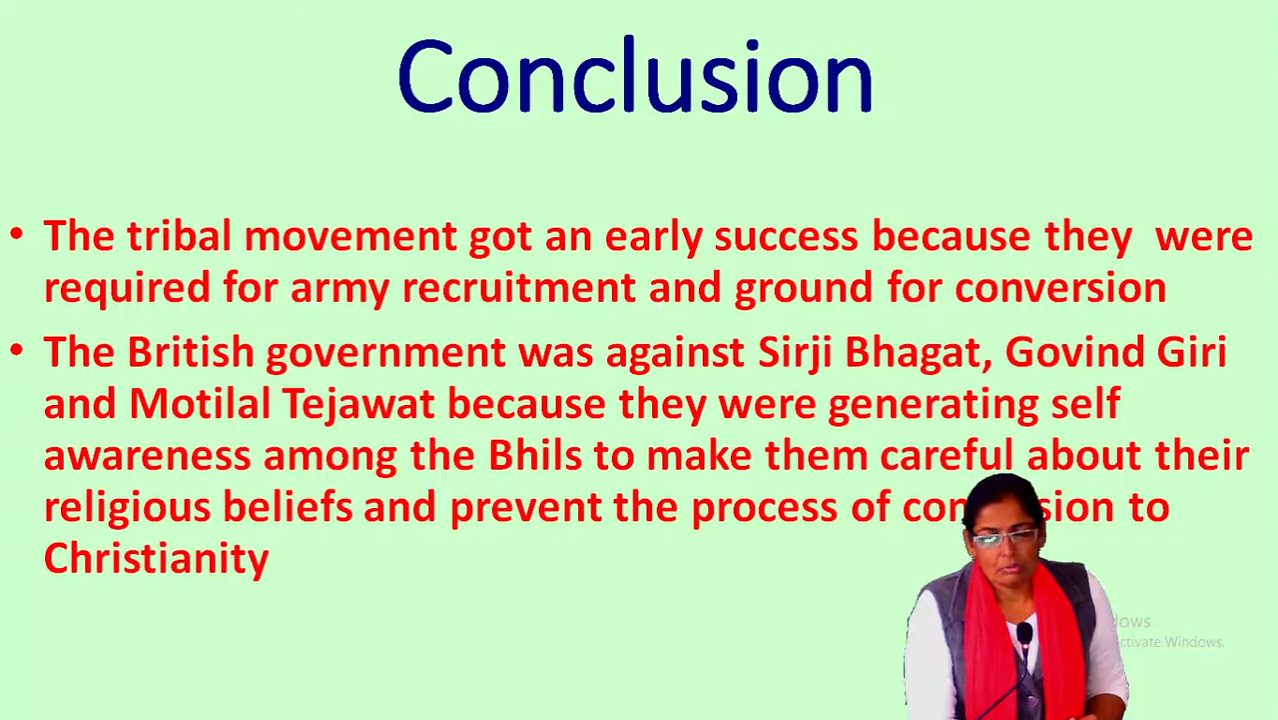 Conclusion
• The tribal movement got an early success because they were
required for army recruitment and ground for conversion
• The British government was against Sirji Bhagat, Govind Giri
and Motilal Tejawat because they were generating self
awareness among the Bhils to make them careful about their
religious beliefs and prevent the process of to
Christianity
Windows.